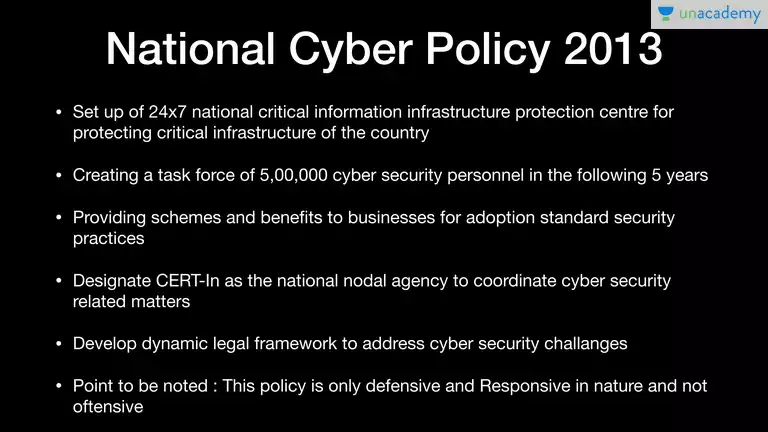 unacademy
National Cyber Policy 2013
• Set up of 24x7 national critical information infrastructure protection centre for
protecting critical infrastructure of the country
• Creating a task force of 5,00,000 cyber security personnel in the following 5 years
• Providing schemes and benefits to businesses for adoption standard security
practices
• Designate CERT-In as the national nodal agency to coordinate cyber security
related matters
• Develop dynamic legal framework to address cyber security challanges
• Point to be noted : This policy is only defensive and Responsive in nature and not
oftensive